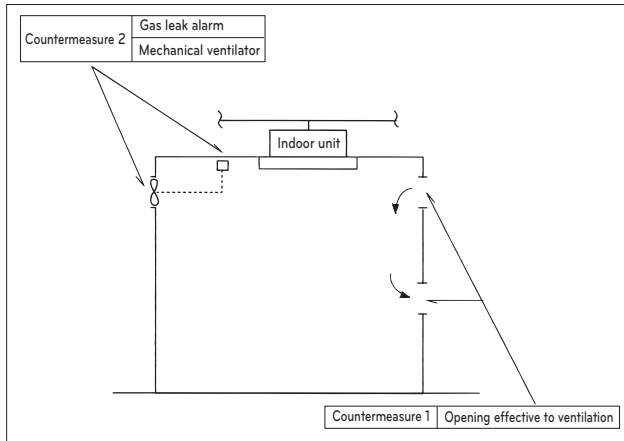 Countermeasure 2
Gas leak alarm
Mechanical ventilator
Indoor unit
Countermeasure 1
Opening effective to ventilation